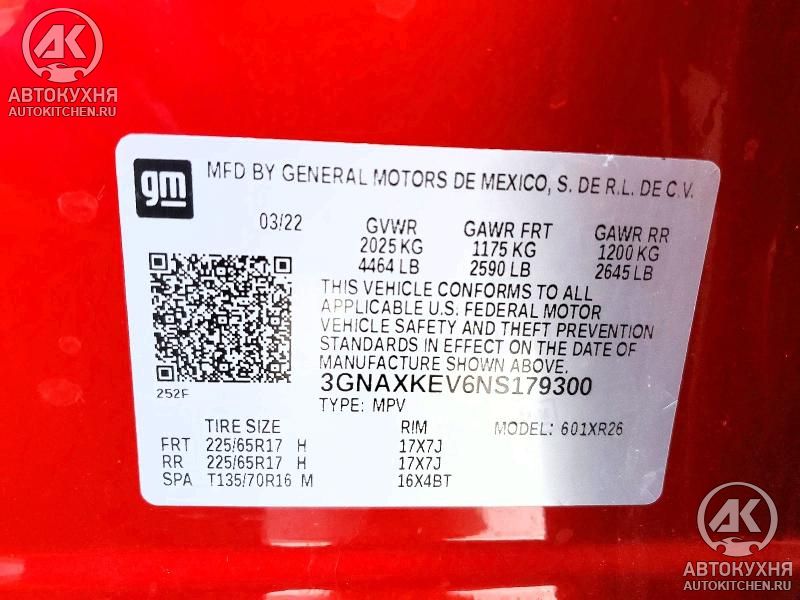 AK
АВТОКУХНЯ
AUTOKITCHEN.RU
gm
MFD BY GENERAL MOTORS DE MEXICO, S. DE R.L. DE C.V.
03/22 GVWR GAWR FRT GAWR RR
2025 KG 1175 KG 1200 KG
4464 LB 2590 LB 2645 LB
THIS VEHICLE CONFORMS TO ALL
APPLICABLE U.S. FEDERAL MOTOR
VEHICLE SAFETY AND THEFT PREVENTION
STANDARDS IN EFFECT ON THE DATE OF
MANUFACTURE SHOWN ABOVE.
3GNAXKEV6NS179300
252F
TYPE: MPV
TIRE SIZE RIM MODEL: 601XR26
FRT 225/65R17 H 17X7J
RR 225/65R17 H 17X7J
SPA T135/70R16 M 16X4BT
AK
АВТОКУХНЯ
AUTOKITCHEN.RU